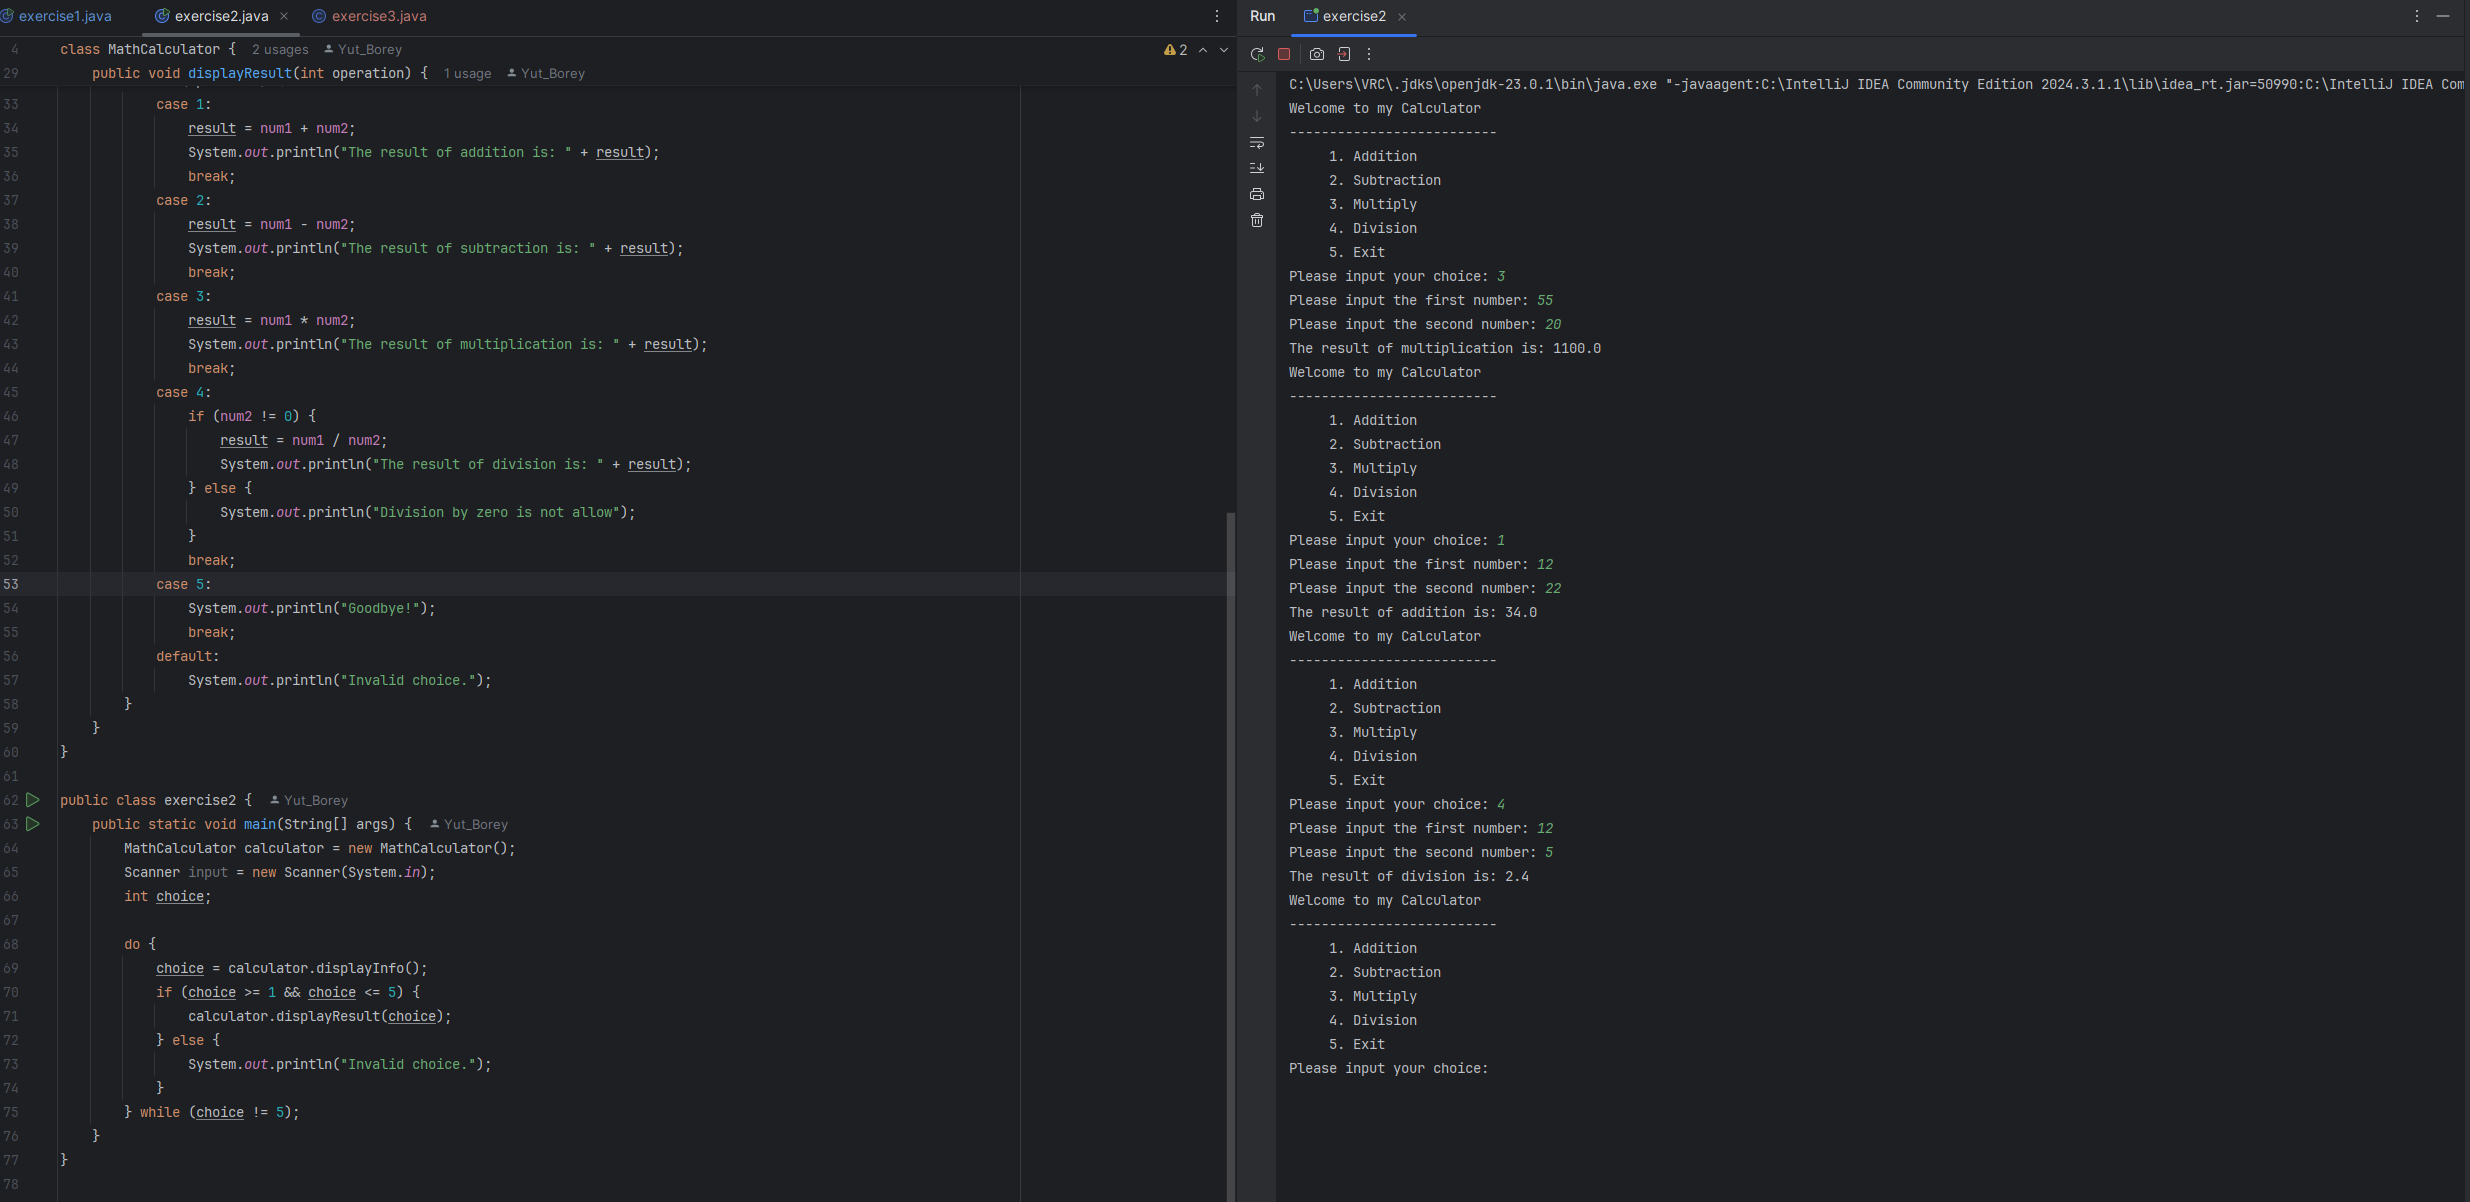 exercise1.java exercise2.java exercise3.java
4 class MathCalculator { 2 usages Yut_Borey 2
29 public void displayResult(int operation) { 1 usage Yut_Borey
33 case 1:
34 result = num1 + num2;
35 System.out.println("The result of addition is: " + result);
36 break;
37 case 2:
38 result = num1 - num2;
39 System.out.println("The result of subtraction is: " + result);
40 break;
41 case 3:
42 result = num1 * num2;
43 System.out.println("The result of multiplication is: " + result);
44 break;
45 case 4:
46 if (num2 != 0) {
47 result = num1 / num2;
48 System.out.println("The result of division is: " + result);
49 } else {
50 System.out.println("Division by zero is not allow");
51 }
52 break;
53 case 5:
54 System.out.println("Goodbye!");
55 break;
56 default:
57 System.out.println("Invalid choice.");
58 }
59 }
60 }
61
62 public class exercise2 { Yut_Borey
63 public static void main(String[] args) { Yut_Borey
64 MathCalculator calculator = new MathCalculator();
65 Scanner input = new Scanner(System.in);
66 int choice;
67
68 do {
69 choice = calculator.displayInfo();
70 if (choice >= 1 && choice <= 5) {
71 calculator.displayResult(choice);
72 } else {
73 System.out.println("Invalid choice.");
74 }
75 } while (choice != 5);
76 }
77 }
78
Run exercise2
C:\Users\VRC\.jdks\openjdk-23.0.1\bin\java.exe "-javaagent:C:\IntelliJ IDEA Community Edition 2024.3.1.1\lib\idea_rt.jar=50990:C:\IntelliJ IDEA Com
Welcome to my Calculator
--------------------------
1. Addition
2. Subtraction
3. Multiply
4. Division
5. Exit
Please input your choice: 3
Please input the first number: 55
Please input the second number: 20
The result of multiplication is: 1100.0
Welcome to my Calculator
--------------------------
1. Addition
2. Subtraction
3. Multiply
4. Division
5. Exit
Please input your choice: 1
Please input the first number: 12
Please input the second number: 22
The result of addition is: 34.0
Welcome to my Calculator
--------------------------
1. Addition
2. Subtraction
3. Multiply
4. Division
5. Exit
Please input your choice: 4
Please input the first number: 12
Please input the second number: 5
The result of division is: 2.4
Welcome to my Calculator
--------------------------
1. Addition
2. Subtraction
3. Multiply
4. Division
5. Exit
Please input your choice: